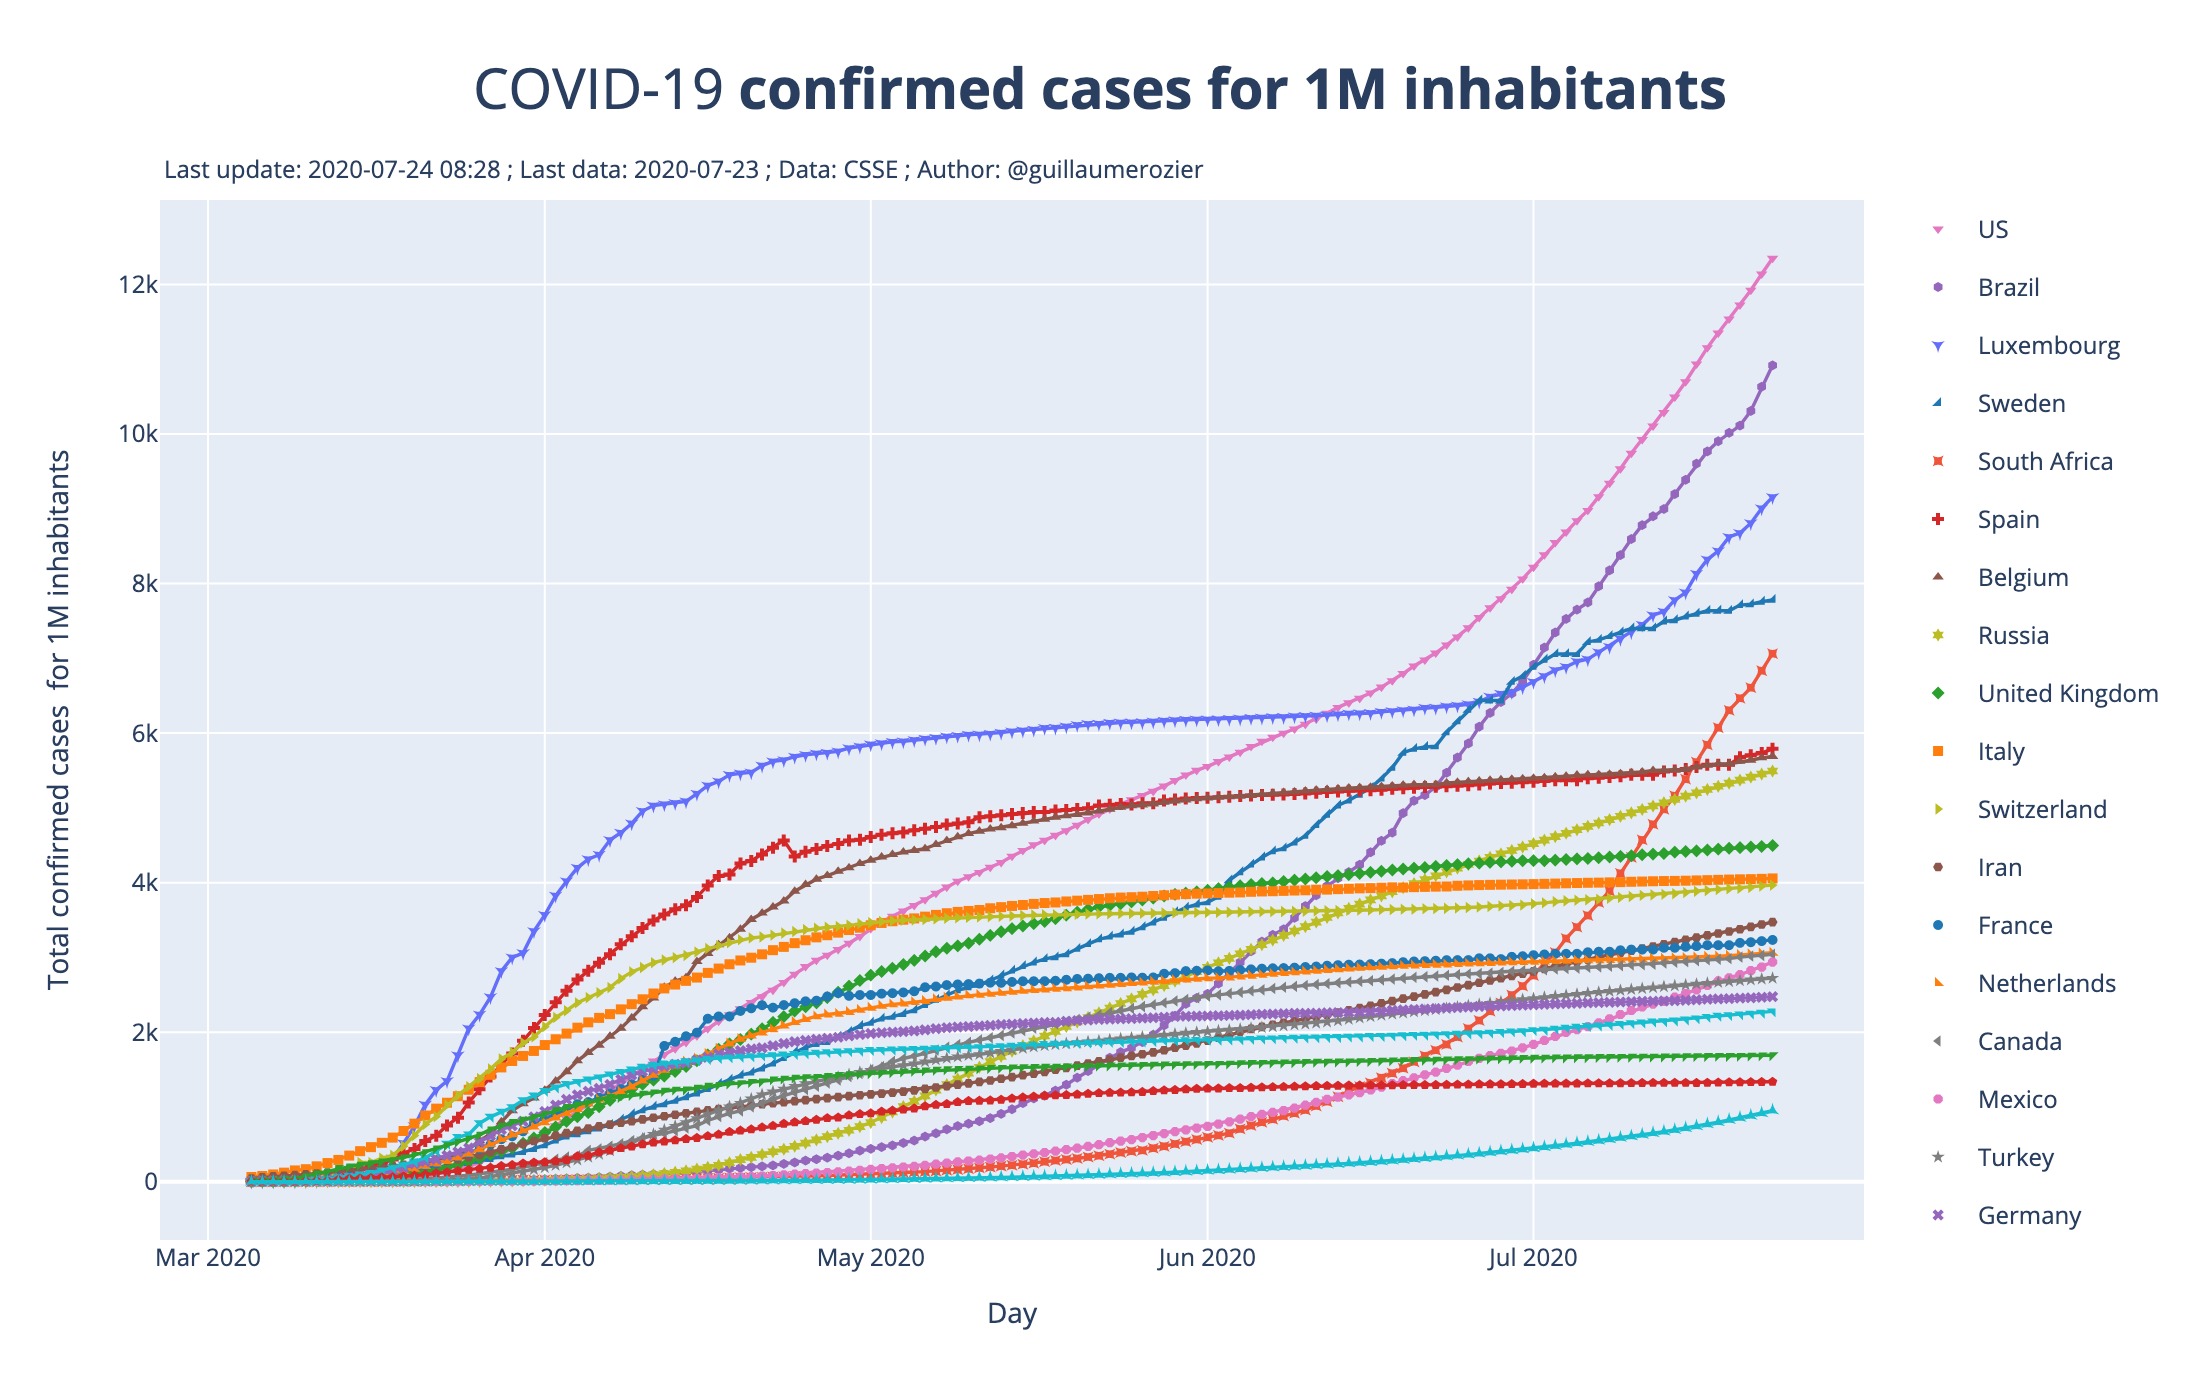 COVID-19 confirmed cases for 1M inhabitants
Last update: 2020-07-24 08:28 ; Last data: 2020-07-23 ; Data: CSSE ; Author: @guillaumerozier
Total confirmed cases for 1M inhabitants
12k
10k
8k
6k
4k
2k
0
Mar 2020
Apr 2020
May 2020
Jun 2020
Jul 2020
Day
US
Brazil
Luxembourg
Sweden
South Africa
Spain
Belgium
Russia
United Kingdom
Italy
Switzerland
Iran
France
Netherlands
Canada
Mexico
Turkey
Germany